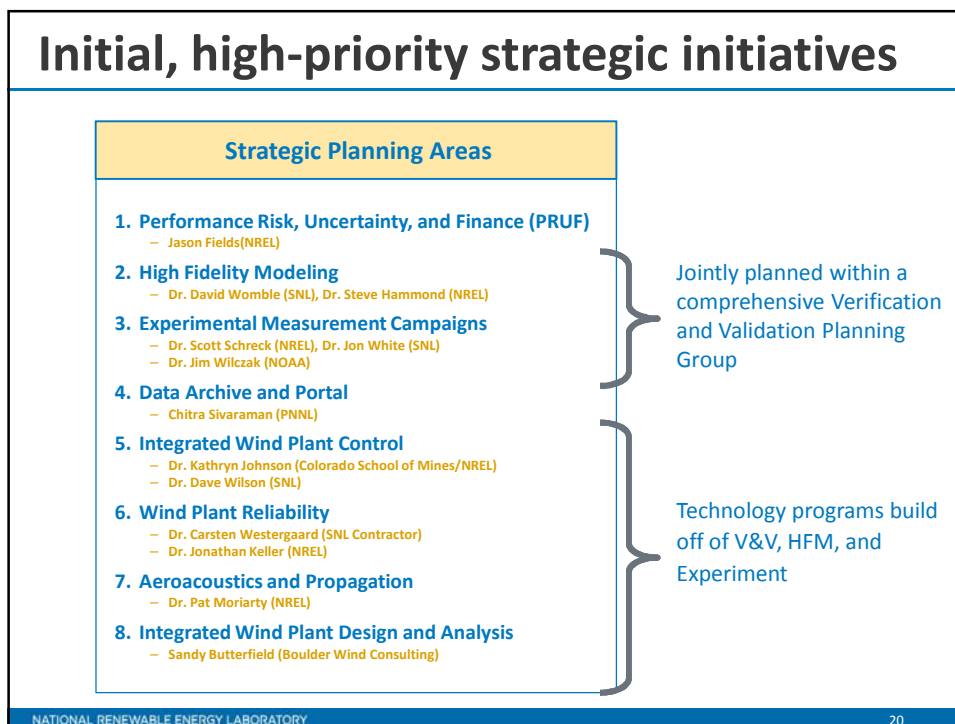 Initial, high-priority strategic initiatives
Strategic Planning Areas
1. Performance Risk, Uncertainty, and Finance (PRUF)
– Jason Fields(NREL)
2. High Fidelity Modeling
– Dr. David Womble (SNL), Dr. Steve Hammond (NREL)
3. Experimental Measurement Campaigns
– Dr. Scott Schreck (NREL), Dr. Jon White (SNL)
– Dr. Jim Wilczak (NOAA)
4. Data Archive and Portal
– Chitra Sivaraman (PNNL)
5. Integrated Wind Plant Control
– Dr. Kathryn Johnson (Colorado School of Mines/NREL)
– Dr. Dave Wilson (SNL)
6. Wind Plant Reliability
– Dr. Carsten Westergaard (SNL Contractor)
– Dr. Jonathan Keller (NREL)
7. Aeroacoustics and Propagation
– Dr. Pat Moriarty (NREL)
8. Integrated Wind Plant Design and Analysis
– Sandy Butterfield (Boulder Wind Consulting)
Jointly planned within a
comprehensive Verification
and Validation Planning
Group
Technology programs build
off of V&V, HFM, and
Experiment
NATIONAL RENEWABLE ENERGY LABORATORY
20